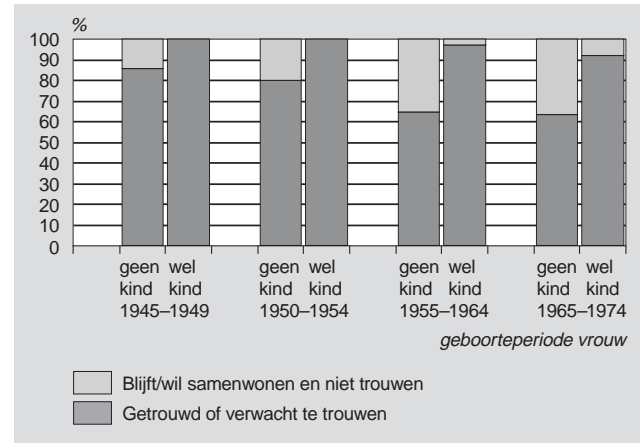 %
100
90
80
70
60
50
40
30
20
10
0
geen wel geen wel geen wel geen wel
kind kind kind kind kind kind kind kind
1945–1949 1950–1954 1955–1964 1965–1974
geboorteperiode vrouw
Blijft/wil samenwonen en niet trouwen
Getrouwd of verwacht te trouwen